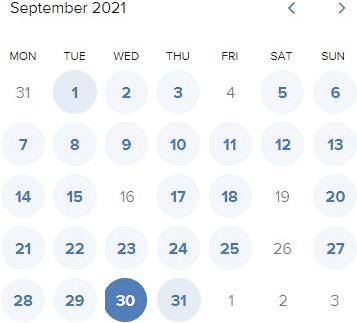 September 2021
MON TUE WED THU FRI SAT SUN
31 1 2 3 4 5 6
7 8 9 10 11 12 13
14 15 16 17 18 19 20
21 22 23 24 25 26 27
28 29 30 31 1 2 3